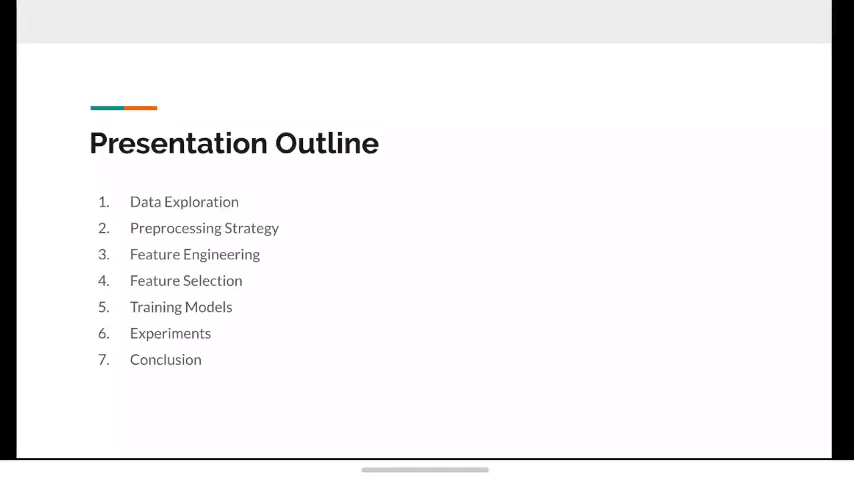 Presentation Outline
1. Data Exploration
2. Preprocessing Strategy
3. Feature Engineering
4. Feature Selection
5. Training Models
6. Experiments
7. Conclusion